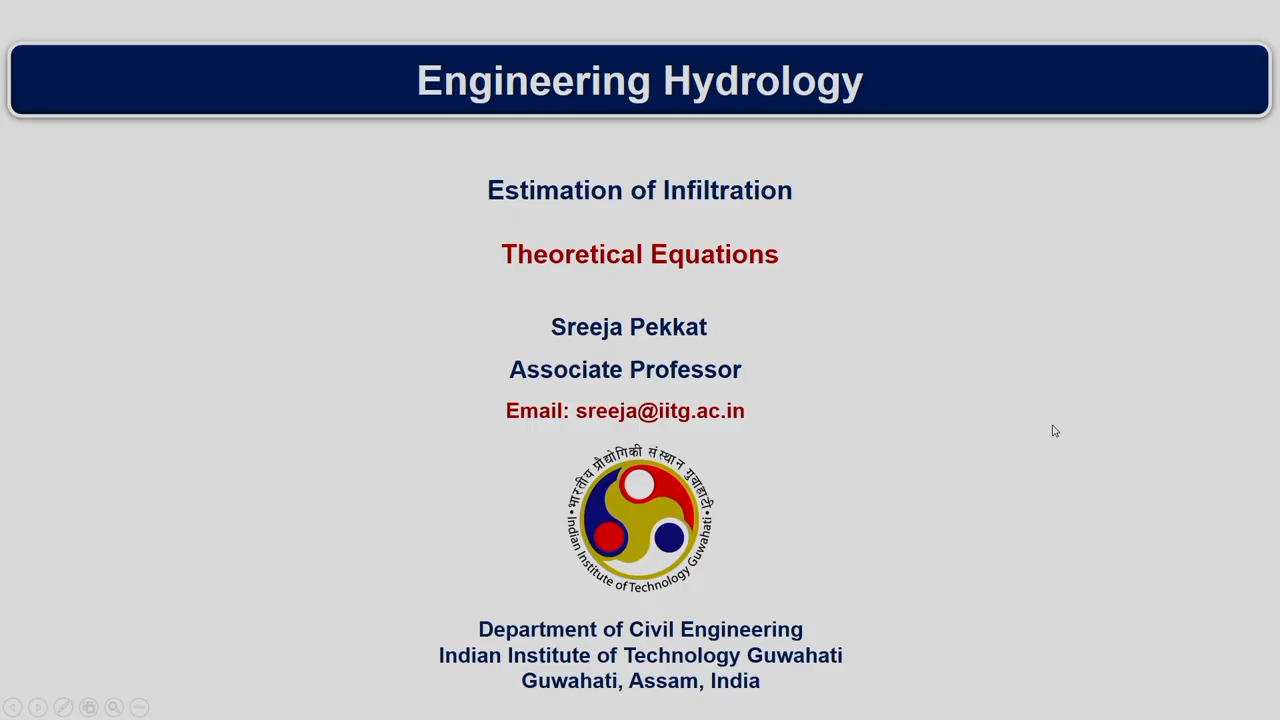 Engineering Hydrology
Estimation of Infiltration
Theoretical Equations
Sreeja Pekkat
Associate Professor
Email: sreeja@iitg.ac.in
भारतीय प्रौद्योगिकी संस्थान गुवाहाटी
Indian Institute of Technology Guwahati
Department of Civil Engineering
Indian Institute of Technology Guwahati
Guwahati, Assam, India